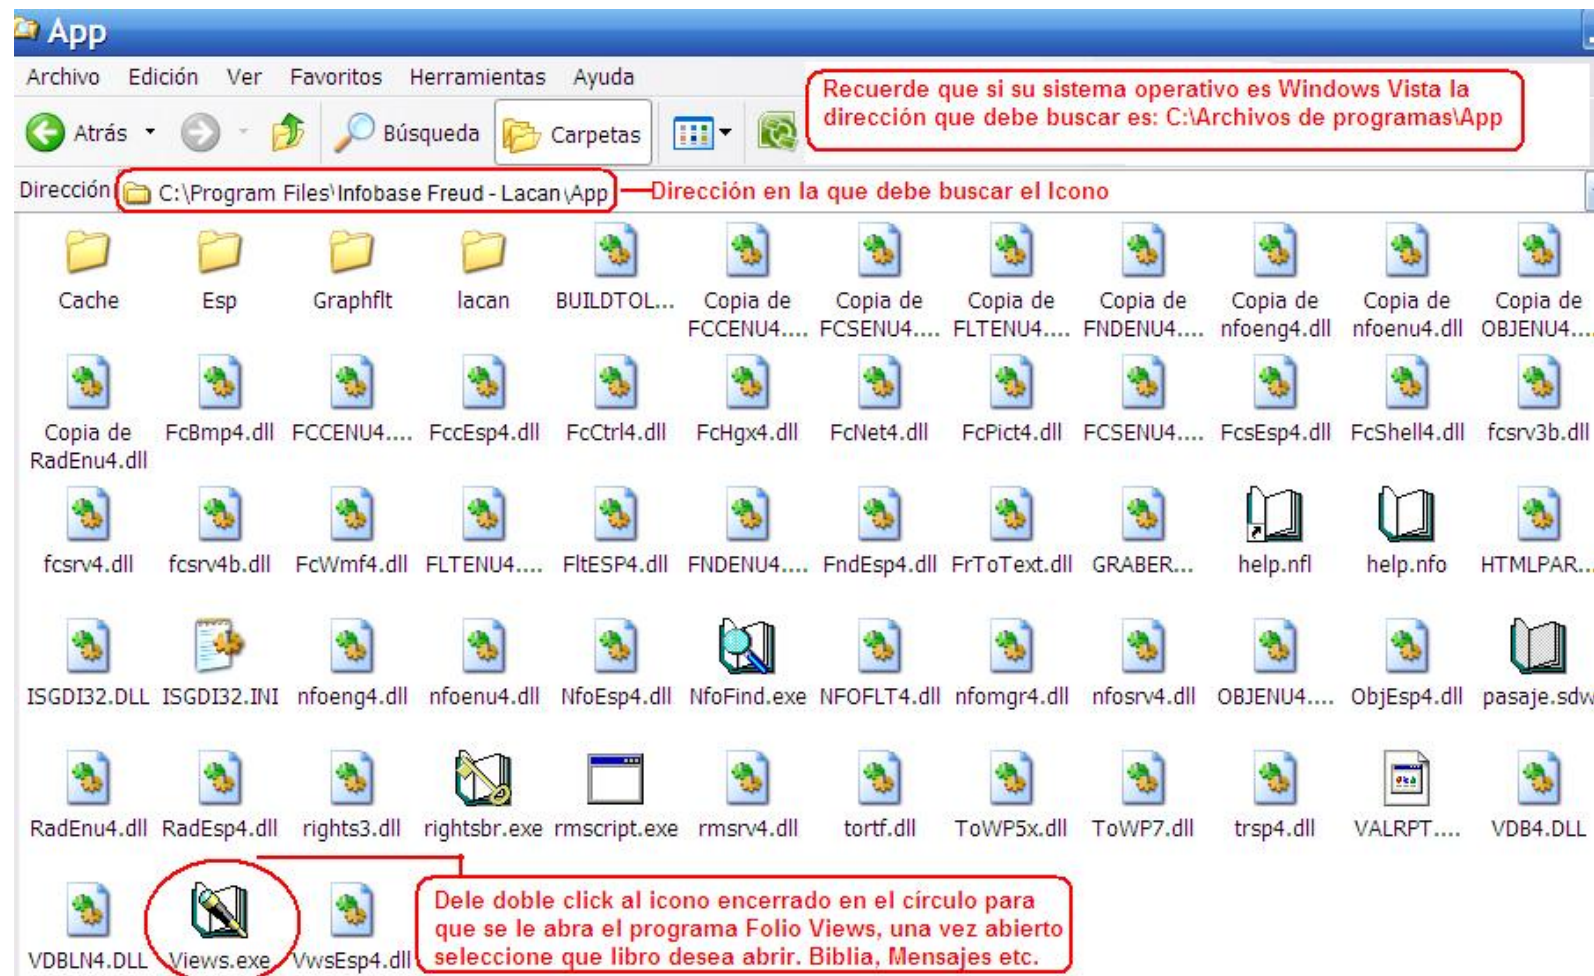 App
Archivo Edición Ver Favoritos Herramientas Ayuda
Recuerde que si su sistema operativo es Windows Vista la
dirección que debe buscar es: C:\Archivos de programas\App
Atrás Búsqueda Carpetas
Dirección C:\Program Files\Infobase Freud - Lacan\App Dirección en la que debe buscar el Icono
Cache Esp Graphflt lacan BUILDTOL... Copia de Copia de Copia de Copia de Copia de Copia de Copia de
FCCENU4.... FCSENU4.... FLTENU4.... FNDENU4.... nfoeng4.dll nfoenu4.dll OBJENU4....
Copia de FcBmp4.dll FCCENU4.... FccEsp4.dll FcCtrl4.dll FcHgx4.dll FcNet4.dll FcPict4.dll FCSENU4.... FcsEsp4.dll FcShell4.dll fcsrv3b.dll
RadEnu4.dll
fcsrv4.dll fcsrv4b.dll FcWmf4.dll FLTENU4.... FltESP4.dll FNDENU4.... FndEsp4.dll FrToText.dll GRABER... help.nfl help.nfo HTMLPAR...
ISGDI32.DLL ISGDI32.INI nfoeng4.dll nfoenu4.dll NfoEsp4.dll NfoFind.exe NFOFLT4.dll nfomgr4.dll nfosrv4.dll OBJENU4.... ObjEsp4.dll pasaje.sdw
RadEnu4.dll RadEsp4.dll rights3.dll rightsbr.exe rmscript.exe rmsrv4.dll tortf.dll ToWP5x.dll ToWP7.dll trsp4.dll VALRPT.... VDB4.DLL
VDBLN4.DLL Views.exe VwsEsp4.dll
Dele doble click al icono encerrado en el círculo para
que se le abra el programa Folio Views, una vez abierto
seleccione que libro desea abrir. Biblia, Mensajes etc.